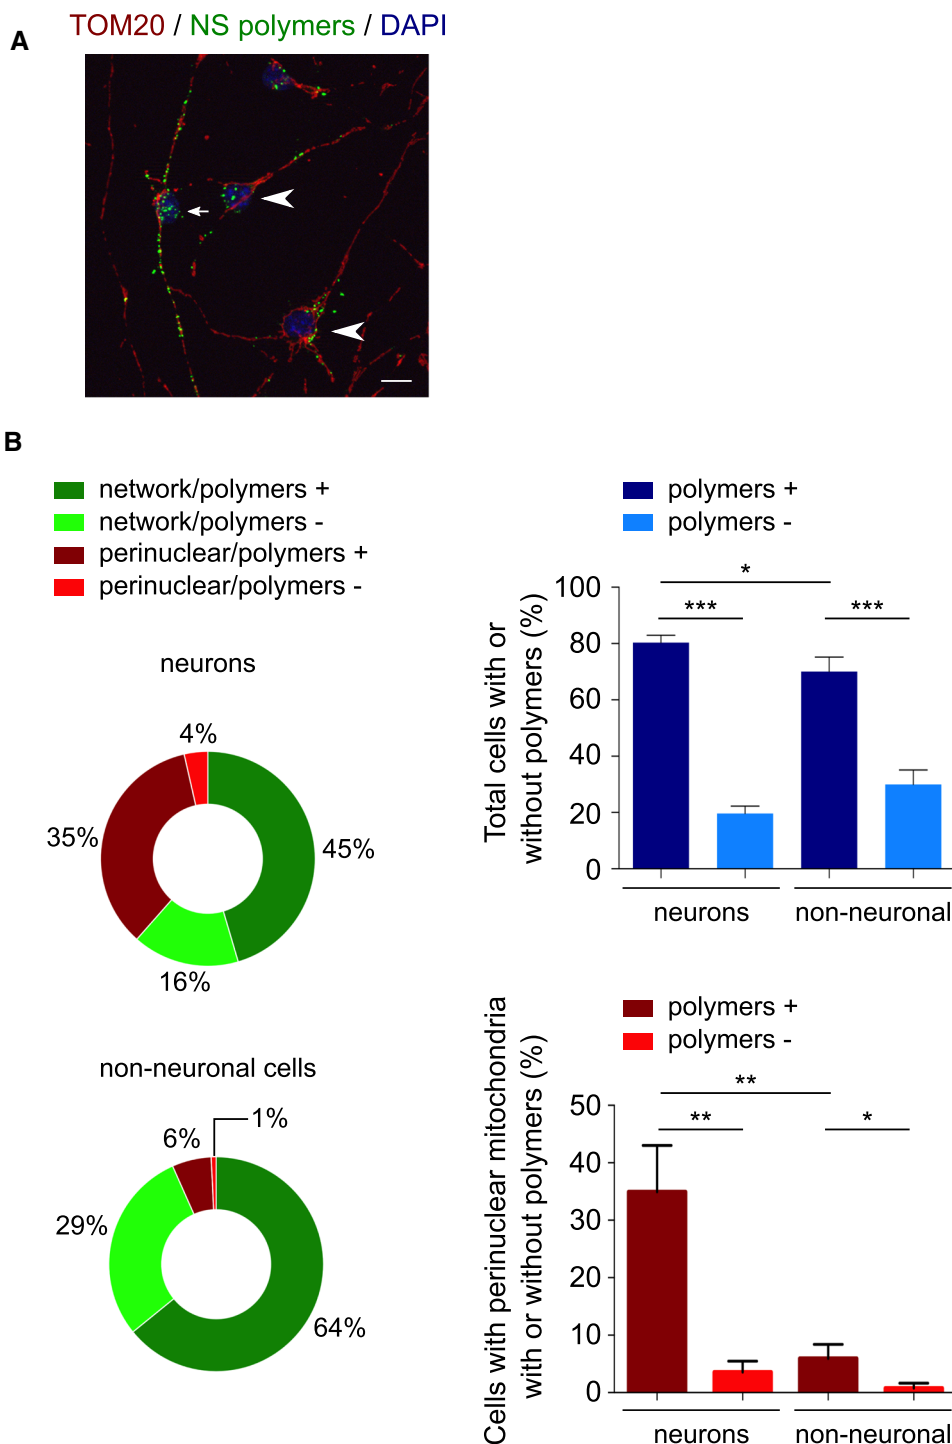 A
TOM20 / NS polymers / DAPI
B
network/polymers +
network/polymers -
perinuclear/polymers +
perinuclear/polymers -
neurons
4%
35%
45%
16%
non-neuronal cells
1%
6%
29%
64%
polymers +
polymers -
Total cells with or
without polymers (%)
100
80
60
40
20
0
*
***
***
neurons
non-neuronal
polymers +
polymers -
Cells with perinuclear mitochondria
with or without polymers (%)
50
40
30
20
10
0
**
**
*
neurons
non-neuronal